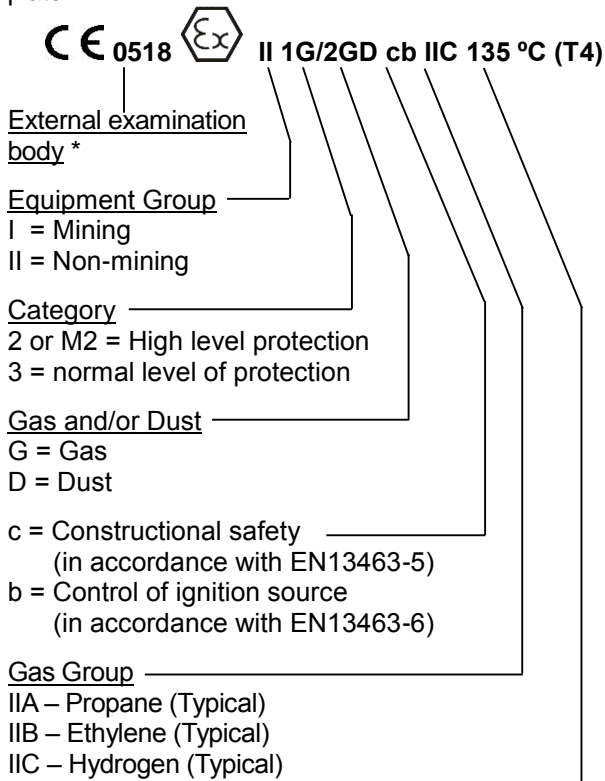 CE 0518 Ex II 1G/2GD cb IIC 135 ºC (T4)
External examination
body *
Equipment Group
I = Mining
II = Non-mining
Category
2 or M2 = High level protection
3 = normal level of protection
Gas and/or Dust
G = Gas
D = Dust
c = Constructional safety
(in accordance with EN13463-5)
b = Control of ignition source
(in accordance with EN13463-6)
Gas Group
IIA – Propane (Typical)
IIB – Ethylene (Typical)
IIC – Hydrogen (Typical)